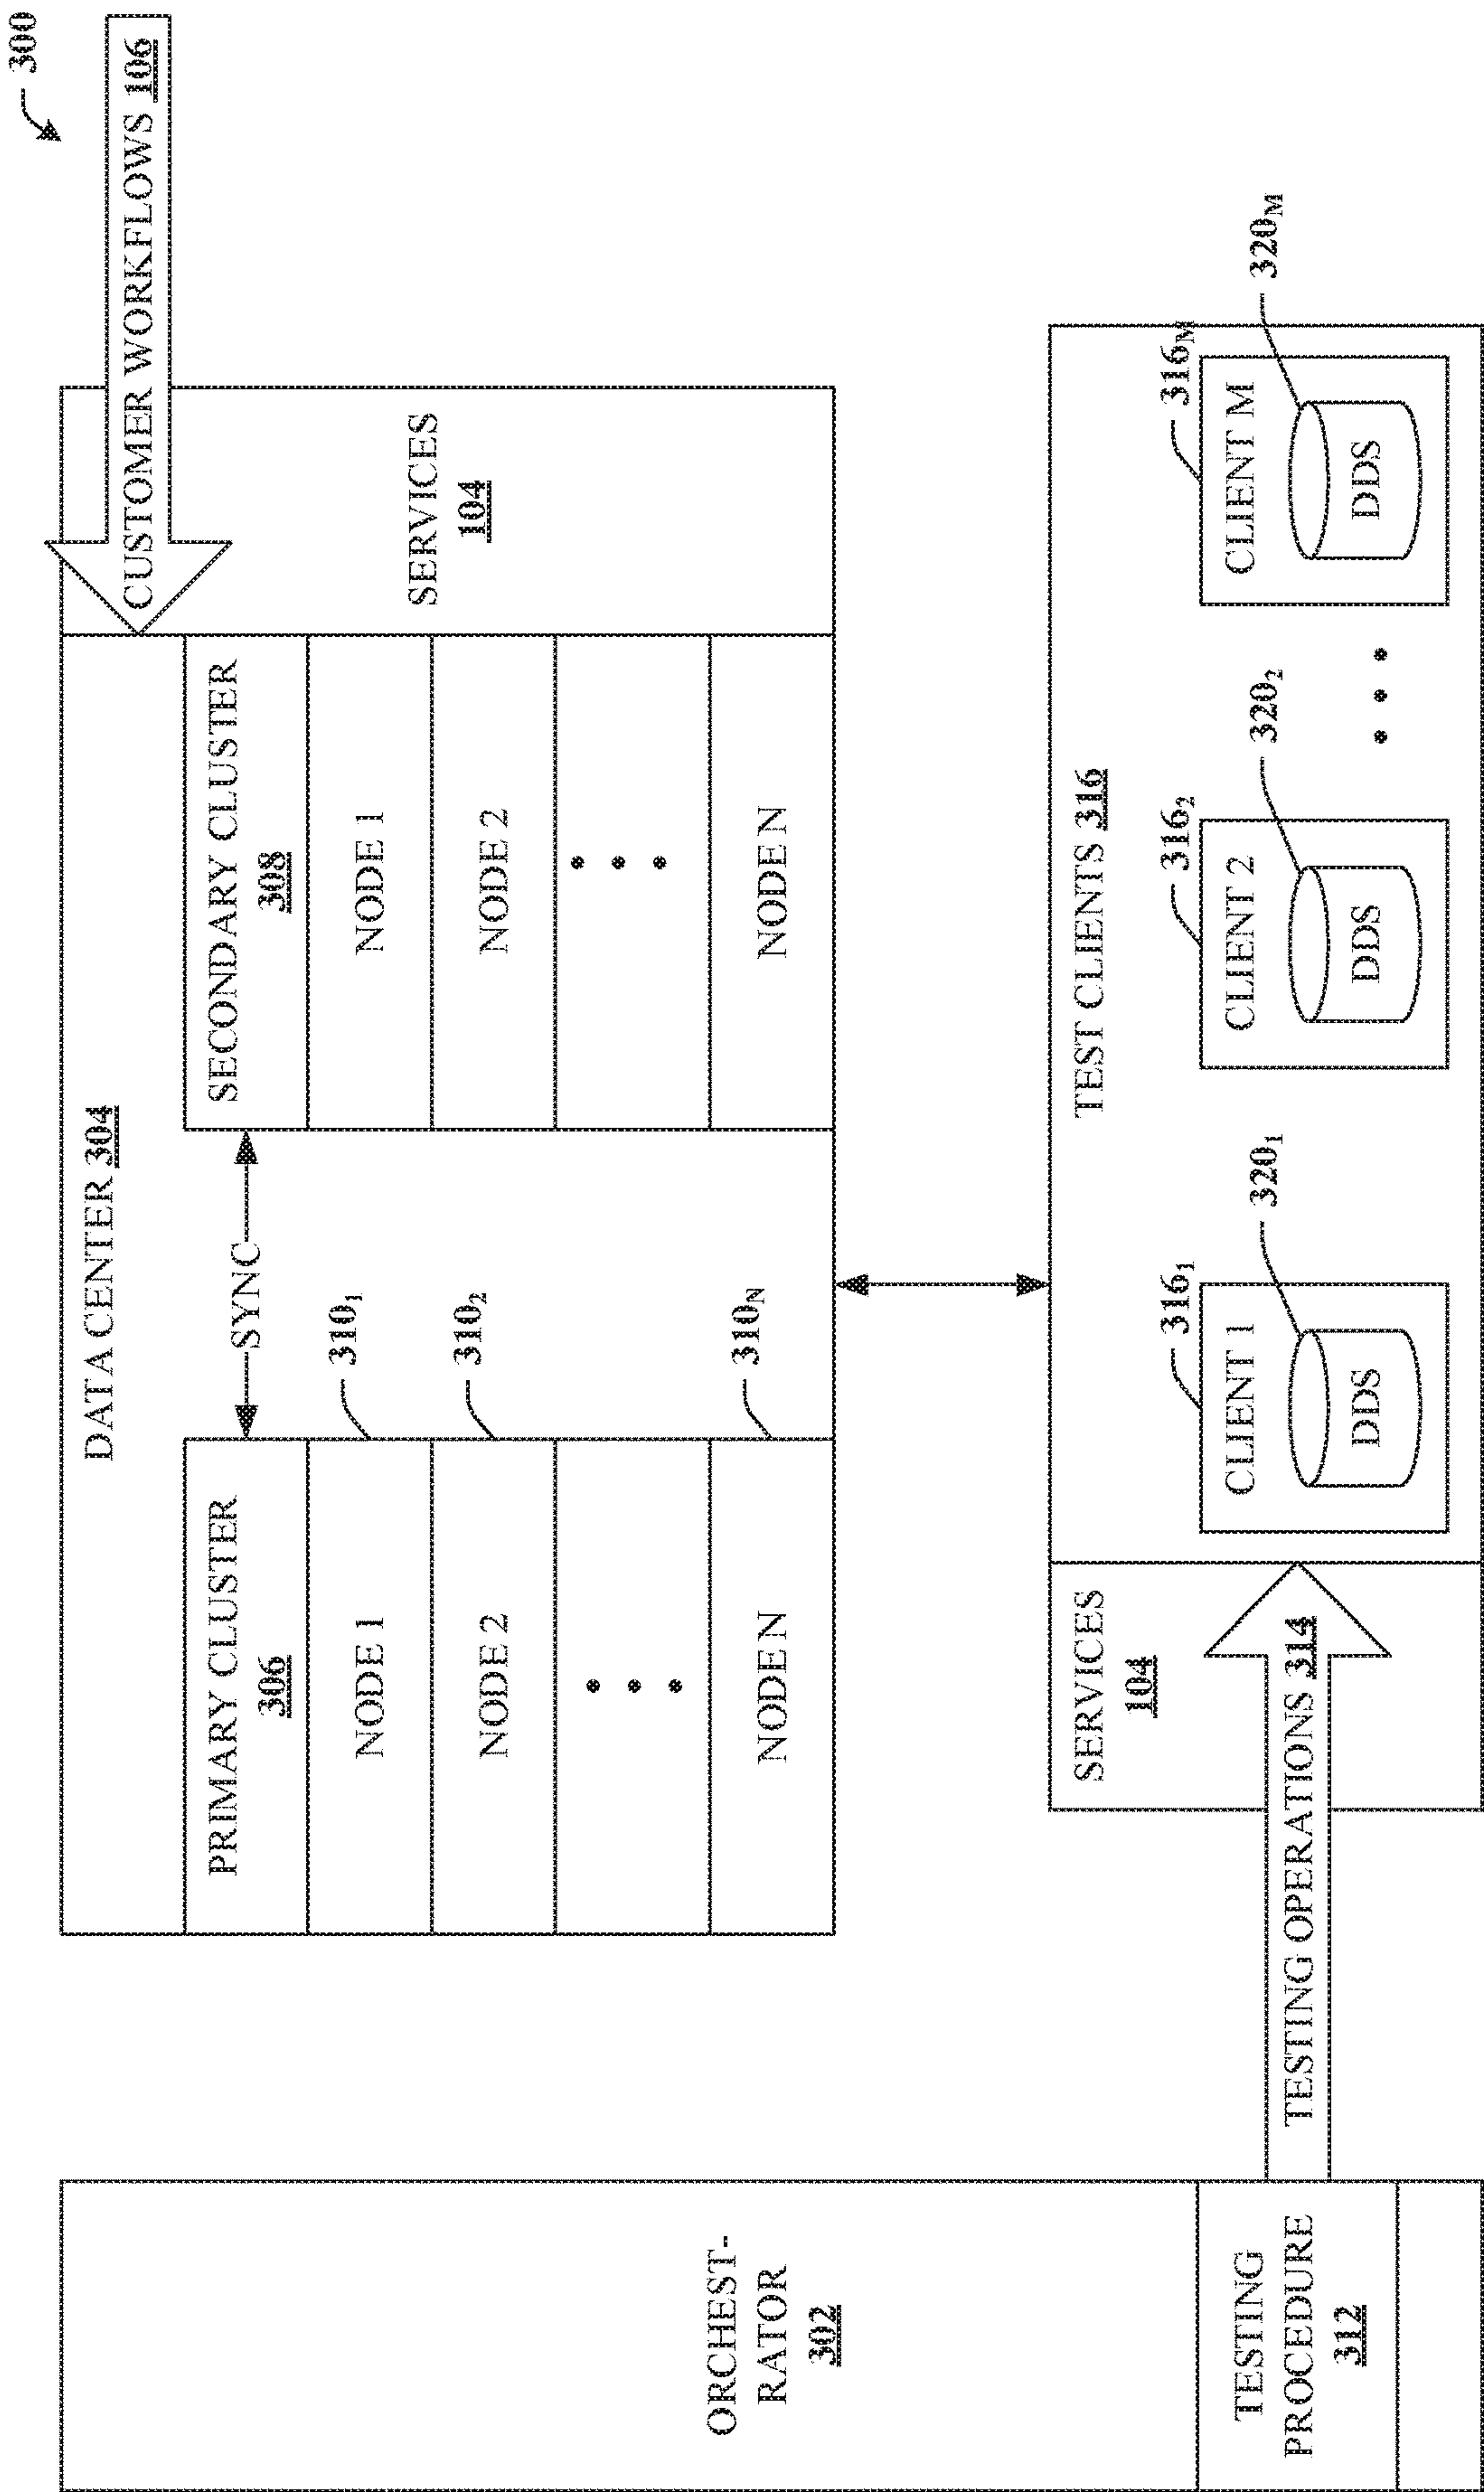 300
CUSTOMER WORKFLOWS 106
DATA CENTER 304
PRIMARY CLUSTER
306
NODE 1
NODE 2
• • •
NODE N
SYNC
310₁
310₂
310N
SECONDARY CLUSTER
308
NODE 1
NODE 2
• • •
NODE N
SERVICES
104
ORCHEST-
RATOR
302
TESTING
PROCEDURE
312
TESTING OPERATIONS 314
SERVICES
104
TEST CLIENTS 316
316₁
CLIENT 1
320₁
DDS
316₂
CLIENT 2
320₂
DDS
• • •
316M
CLIENT M
320M
DDS